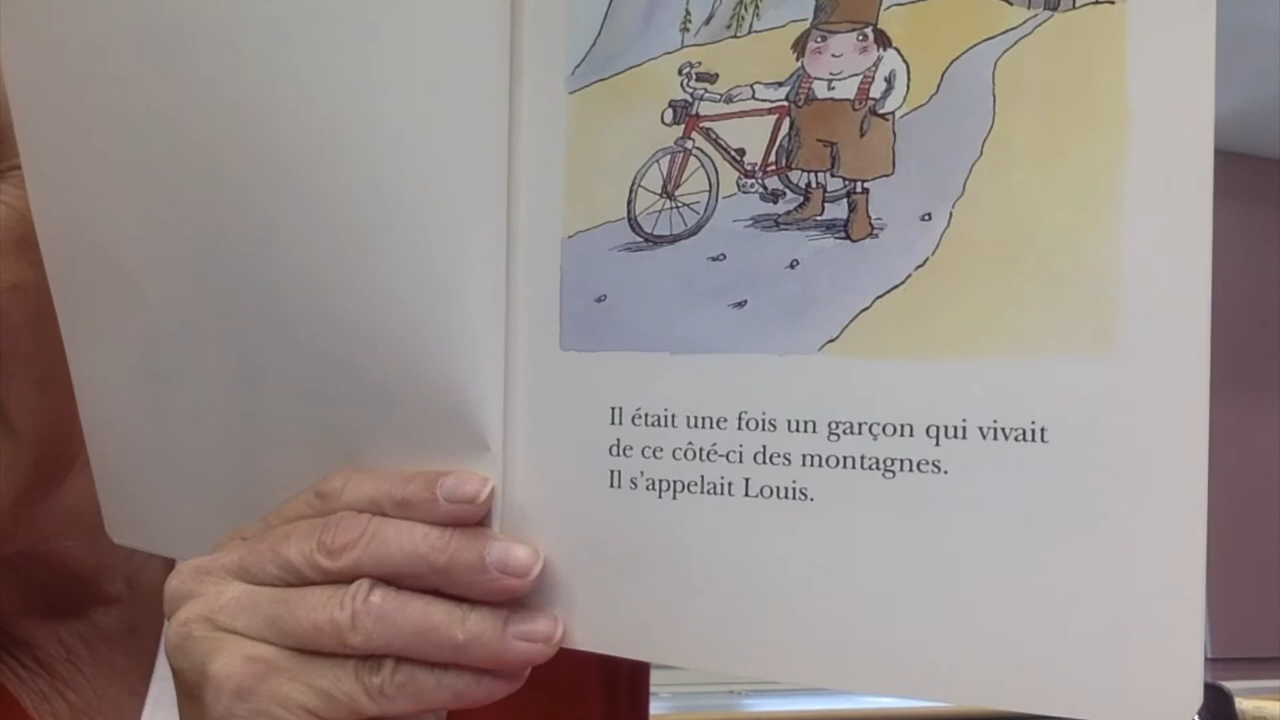 Il était une fois un garçon qui vivait
de ce côté-ci des montagnes.
Il s'appelait Louis.